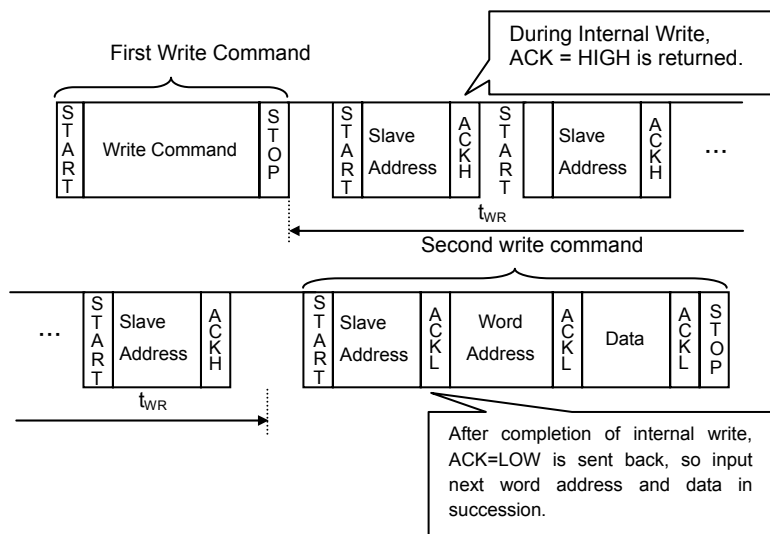 First Write Command
During Internal Write,
ACK = HIGH is returned.
START
Write Command
STOP
START
Slave
Address
ACKH
START
Slave
Address
ACKH
...
tWR
Second write command
...
START
Slave
Address
ACKH
START
Slave
Address
ACKL
Word
Address
ACKL
Data
ACKL
STOP
tWR
After completion of internal write,
ACK=LOW is sent back, so input
next word address and data in
succession.